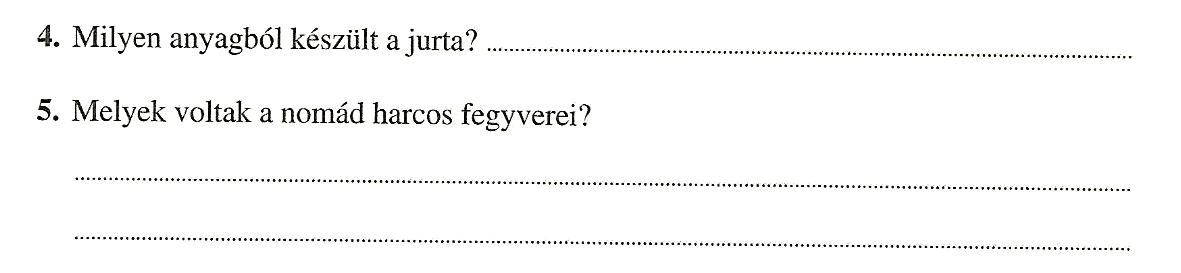 4. Milyen anyagból készült a jurta? ........................................................................
5. Melyek voltak a nomád harcos fegyverei?
........................................................................................................................
........................................................................................................................